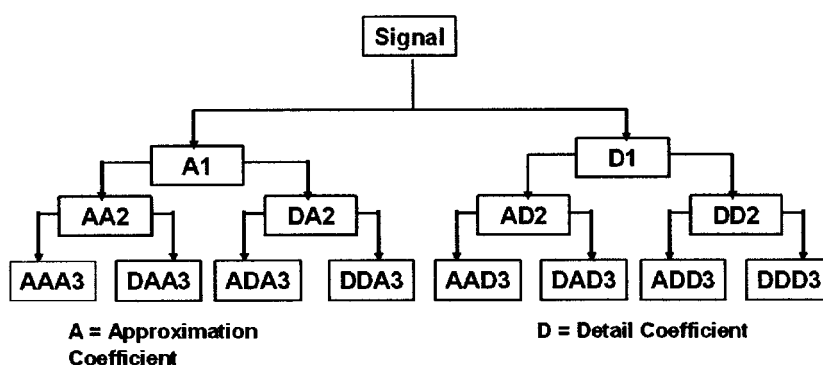 Signal
A1
D1
AA2
DA2
AD2
DD2
AAA3
DAA3
ADA3
DDA3
AAD3
DAD3
ADD3
DDD3
A = Approximation
Coefficient
D = Detail Coefficient